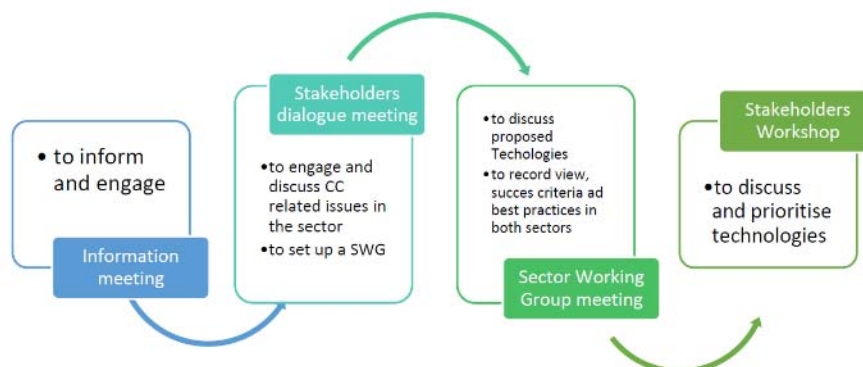 • to inform
and engage
Information
meeting
Stakeholders
dialogue meeting
•to engage and
discuss CC
related issues in
the sector
•to set up a SWG
•to discuss
proposed
Techologies
•to record view,
succes criteria ad
best practices in
both sectors
Sector Working
Group meeting
Stakeholders
Workshop
•to discuss
and prioritise
technologies